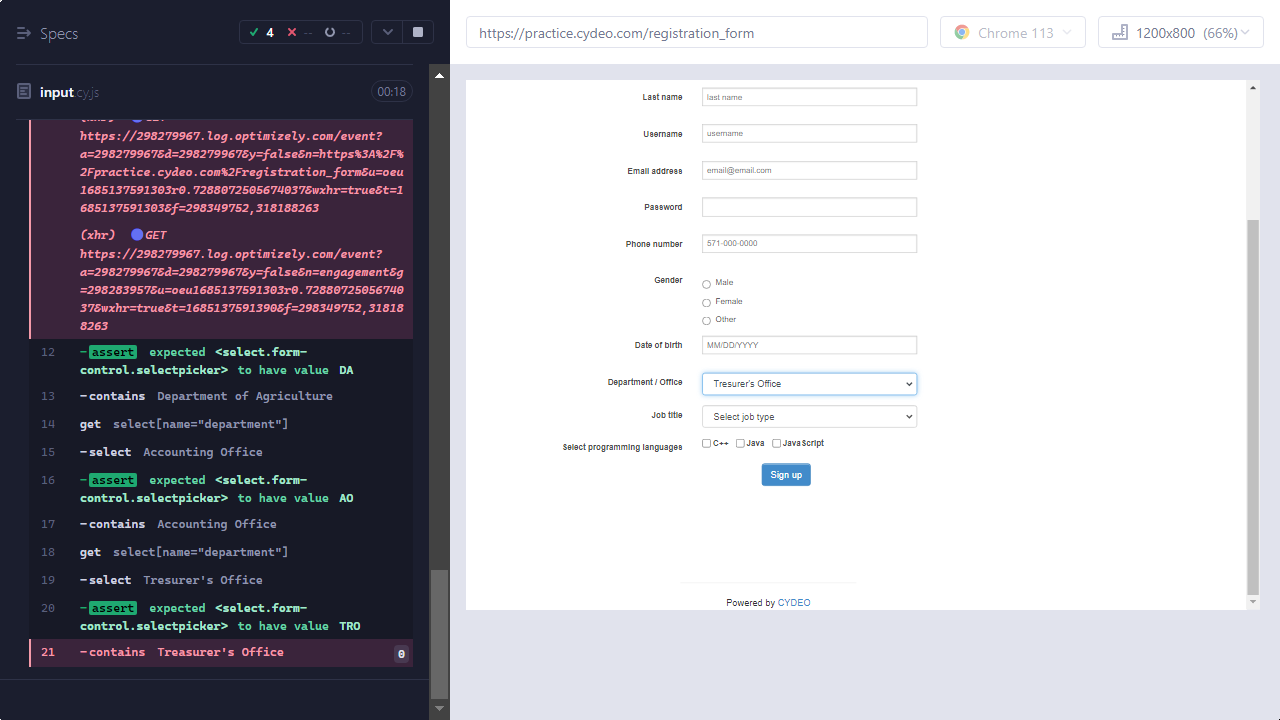 Specs
4
--
--
input.cy.js
00:18
https://298279967.log.optimizely.com/event?
a=298279967&d=298279967&y=false&n=https%3A%2F%
2Fpractice.cydeo.com%2Fregistration_form&u=oeu
1685137591303r0.7288072505674037&wxhr=true&t=1
685137591303&f=298349752,318188263
(xhr) GET
https://298279967.log.optimizely.com/event?
a=298279967&d=298279967&y=false&n=engagement&g
=298283957&u=oeu1685137591303r0.72880725056740
37&wxhr=true&t=1685137591390&f=298349752,31818
8263
12 -assert expected <select.form-
control.selectpicker> to have value DA
13 -contains Department of Agriculture
14 get select[name="department"]
15 -select Accounting Office
16 -assert expected <select.form-
control.selectpicker> to have value AO
17 -contains Accounting Office
18 get select[name="department"]
19 -select Tresurer's Office
20 -assert expected <select.form-
control.selectpicker> to have value TRO
21 -contains Treasurer's Office 0
https://practice.cydeo.com/registration_form
Chrome 113
1200x800 (66%)
Last name last name
Username username
Email address email@email.com
Password
Phone number 571-000-0000
Gender
Male
Female
Other
Date of birth MM/DD/YYYY
Department / Office Tresurer's Office
Job title Select job type
Select programming languages C++ Java JavaScript
Sign up
Powered by CYDEO